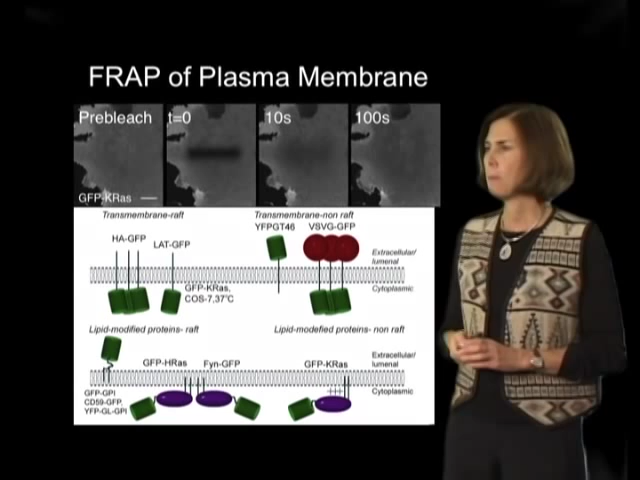 FRAP of Plasma Membrane
Prebleach t=0 10s 100s
GFP-KRas
Transmembrane-raft Transmembrane-non raft
YFPGT46 VSVG-GFP
HA-GFP LAT-GFP
Extracellular/
lumenal
Cytoplasmic
GFP-KRas,
COS-7,37°C
Lipid-modified proteins- raft Lipid-modefied proteins- non raft
GFP-HRas Fyn-GFP GFP-KRas
Extracellular/
lumenal
Cytoplasmic
GFP-GPI
CD59-GFP,
YFP-GL-GPI